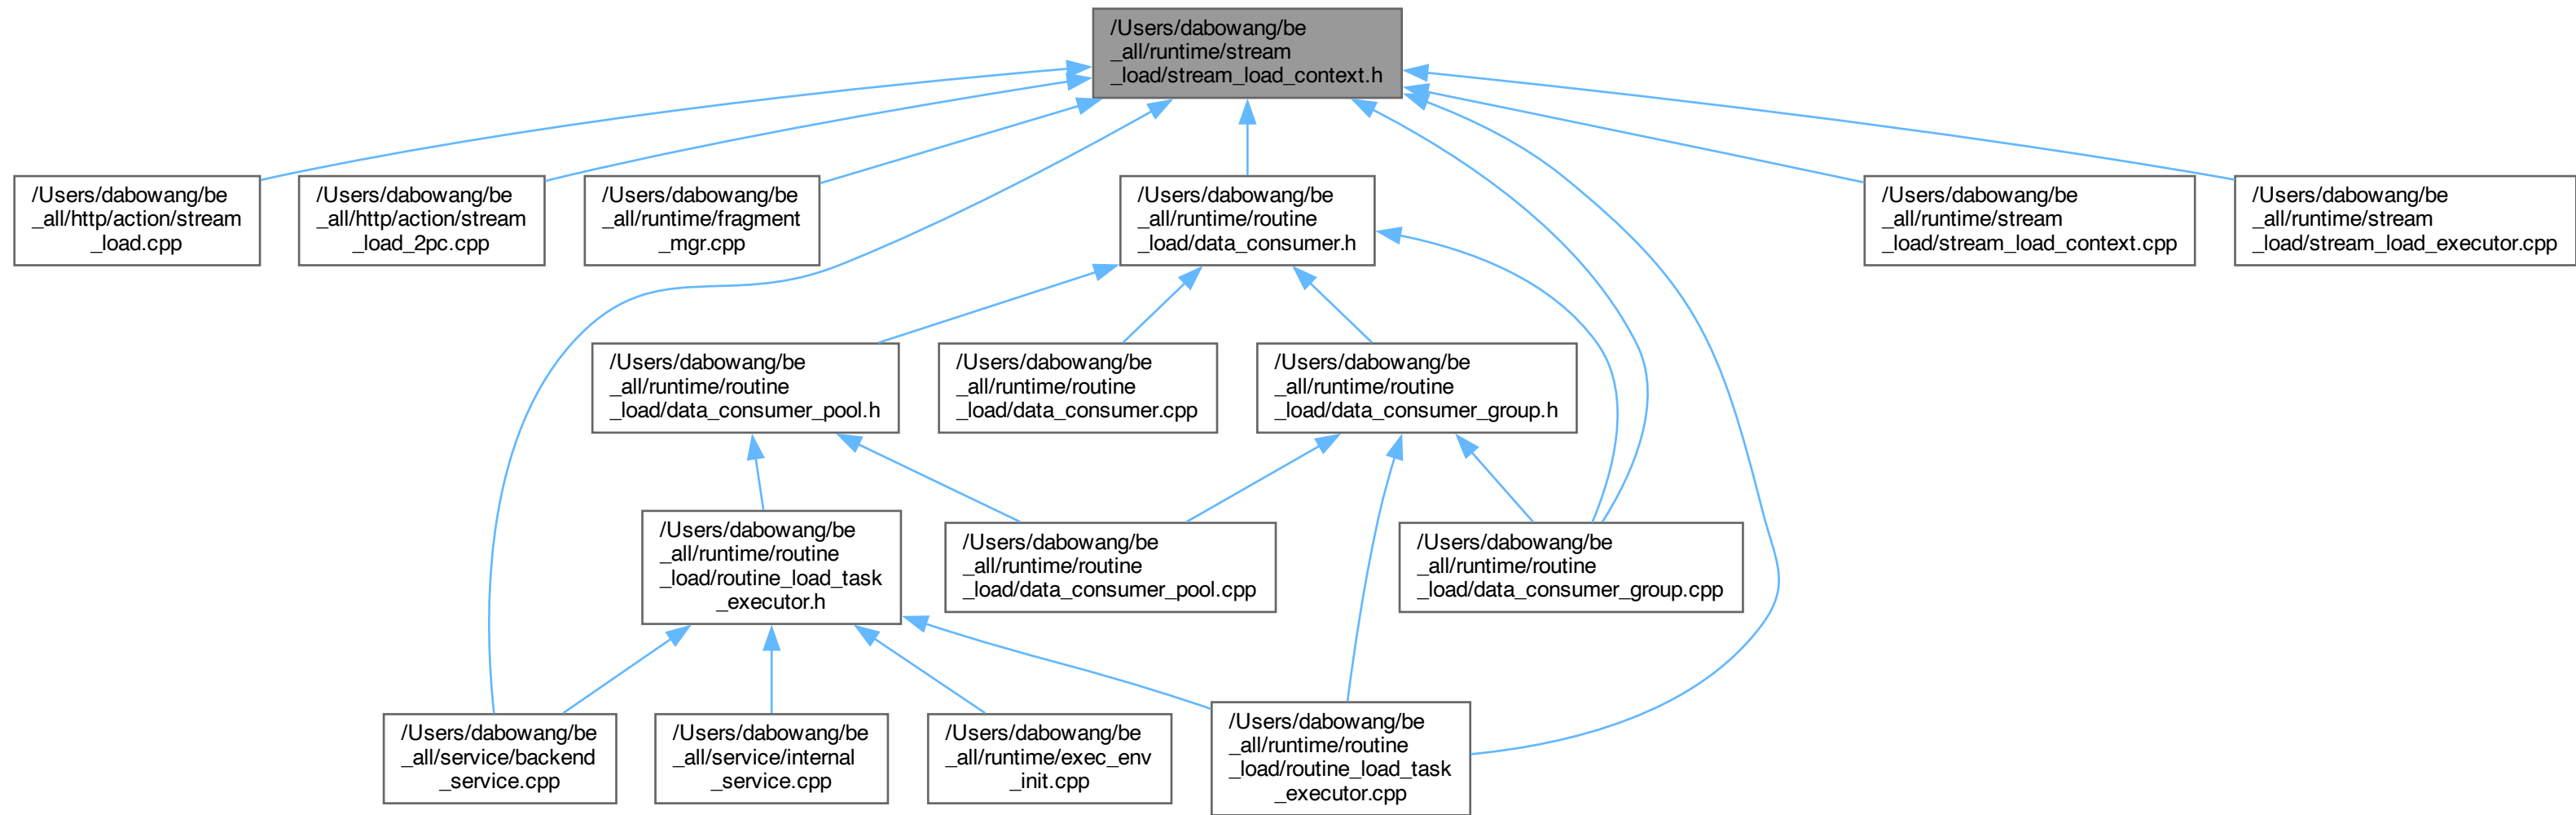 /Users/dabowang/be
_all/runtime/stream
_load/stream_load_context.h
/Users/dabowang/be
_all/http/action/stream
_load.cpp
/Users/dabowang/be
_all/http/action/stream
_load_2pc.cpp
/Users/dabowang/be
_all/runtime/fragment
_mgr.cpp
/Users/dabowang/be
_all/runtime/routine
_load/data_consumer.h
/Users/dabowang/be
_all/runtime/stream
_load/stream_load_context.cpp
/Users/dabowang/be
_all/runtime/stream
_load/stream_load_executor.cpp
/Users/dabowang/be
_all/runtime/routine
_load/data_consumer_pool.h
/Users/dabowang/be
_all/runtime/routine
_load/data_consumer.cpp
/Users/dabowang/be
_all/runtime/routine
_load/data_consumer_group.h
/Users/dabowang/be
_all/runtime/routine
_load/routine_load_task
_executor.h
/Users/dabowang/be
_all/runtime/routine
_load/data_consumer_pool.cpp
/Users/dabowang/be
_all/runtime/routine
_load/data_consumer_group.cpp
/Users/dabowang/be
_all/service/backend
_service.cpp
/Users/dabowang/be
_all/service/internal
_service.cpp
/Users/dabowang/be
_all/runtime/exec_env
_init.cpp
/Users/dabowang/be
_all/runtime/routine
_load/routine_load_task
_executor.cpp